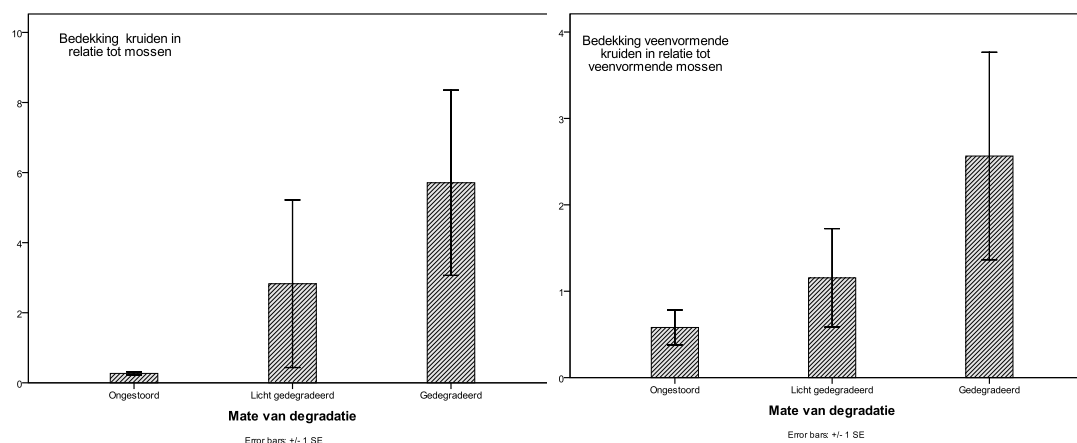 Bedekking kruiden in
relatie tot mossen
10
8
6
4
2
0
Ongestoord Licht gedegradeerd Gedegradeerd
Mate van degradatie
Error bars: +/- 1 SE
Bedekking veenvormende
kruiden in relatie tot
veenvormende mossen
4
3
2
1
0
Ongestoord Licht gedegradeerd Gedegradeerd
Mate van degradatie
Error bars: +/- 1 SE